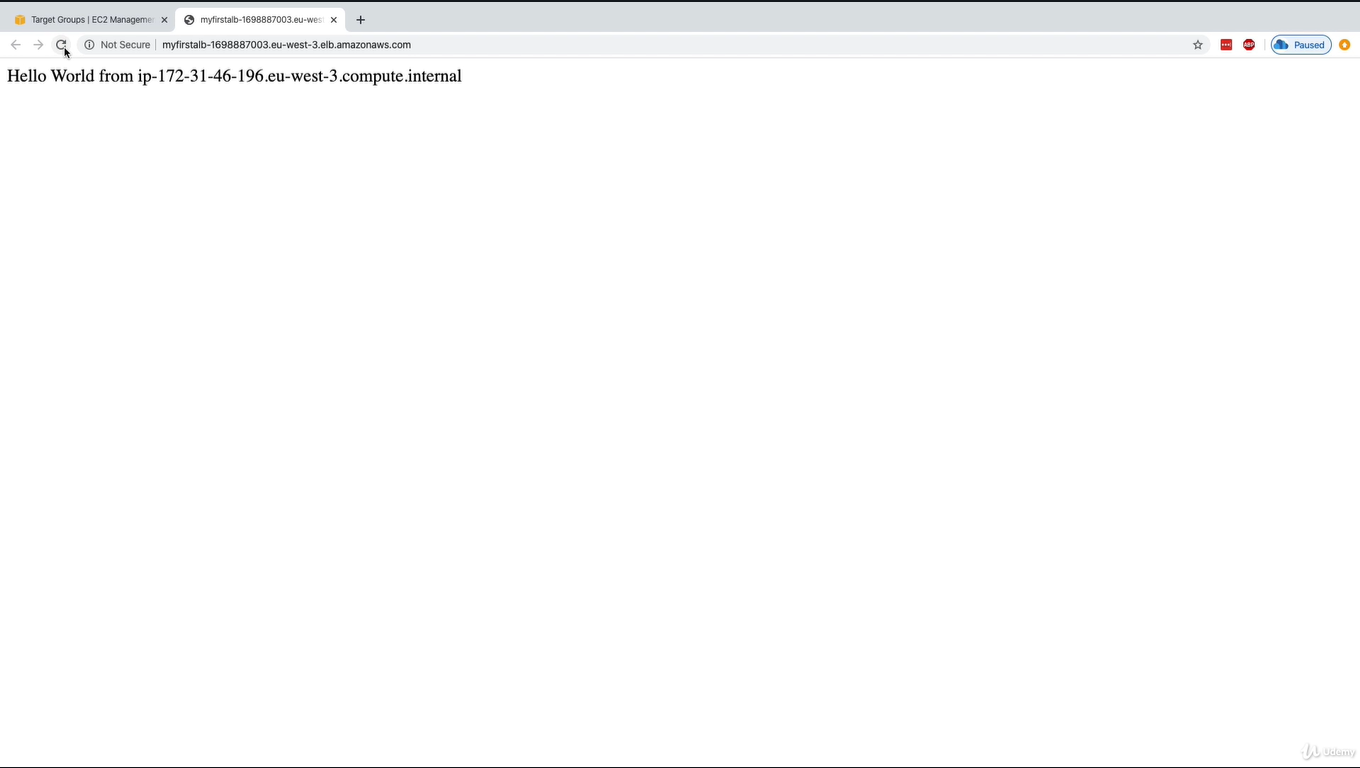 Target Groups | EC2 Manageme
myfirstalb-1698887003.eu-wes
Not Secure
myfirstalb-1698887003.eu-west-3.elb.amazonaws.com
ABP
Paused
Hello World from ip-172-31-46-196.eu-west-3.compute.internal
Udemy